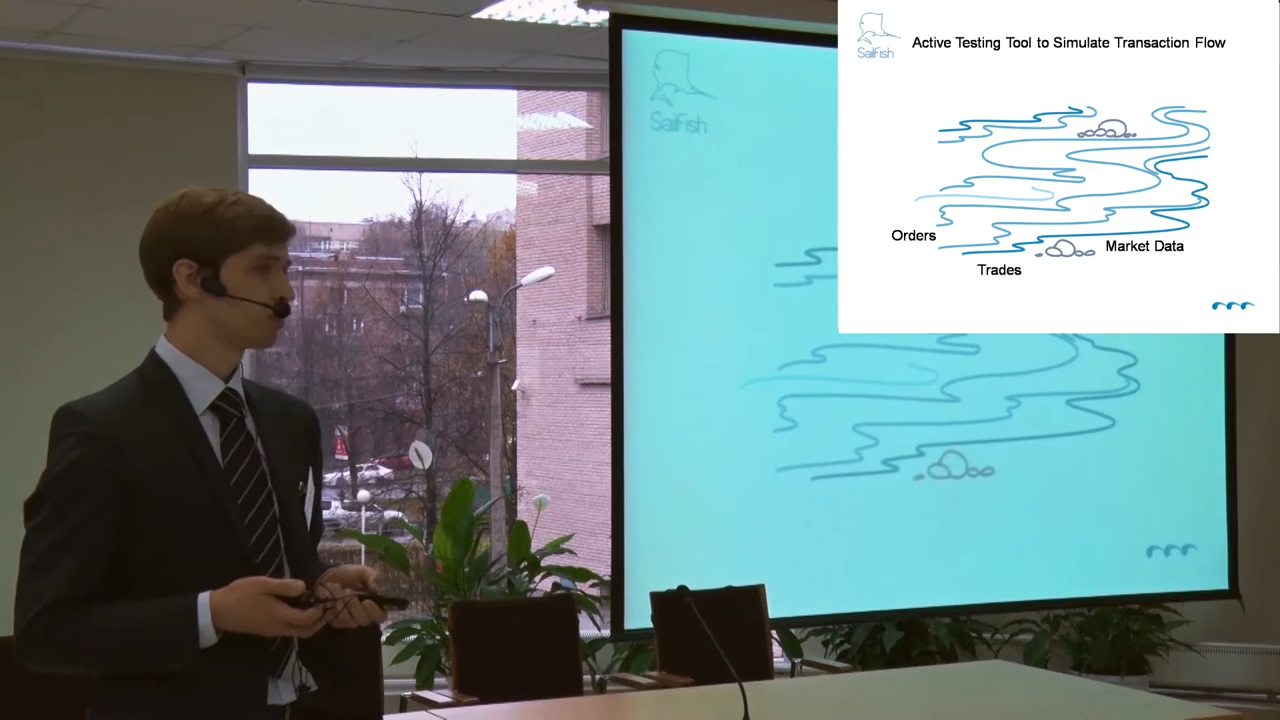 SailFish
Active Testing Tool to Simulate Transaction Flow
Orders
Market Data
Trades
SailFish